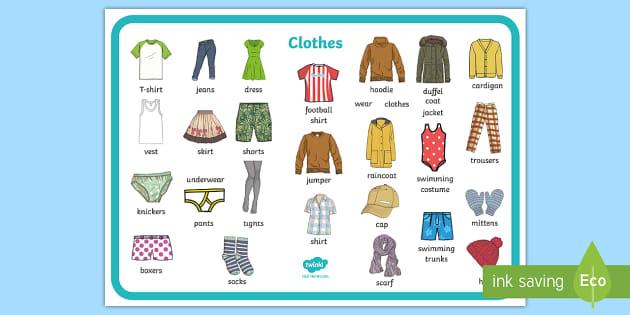 Clothes
T-shirt
jeans
dress
football
shirt
hoodie
duffel
coat
jacket
cardigan
wear clothes
vest
skirt
shorts
jumper
raincoat
swimming
costume
trousers
underwear
knickers
pants
tights
shirt
cap
swimming
trunks
mittens
boxers
socks
twinkl
scarf
ink saving
Eco